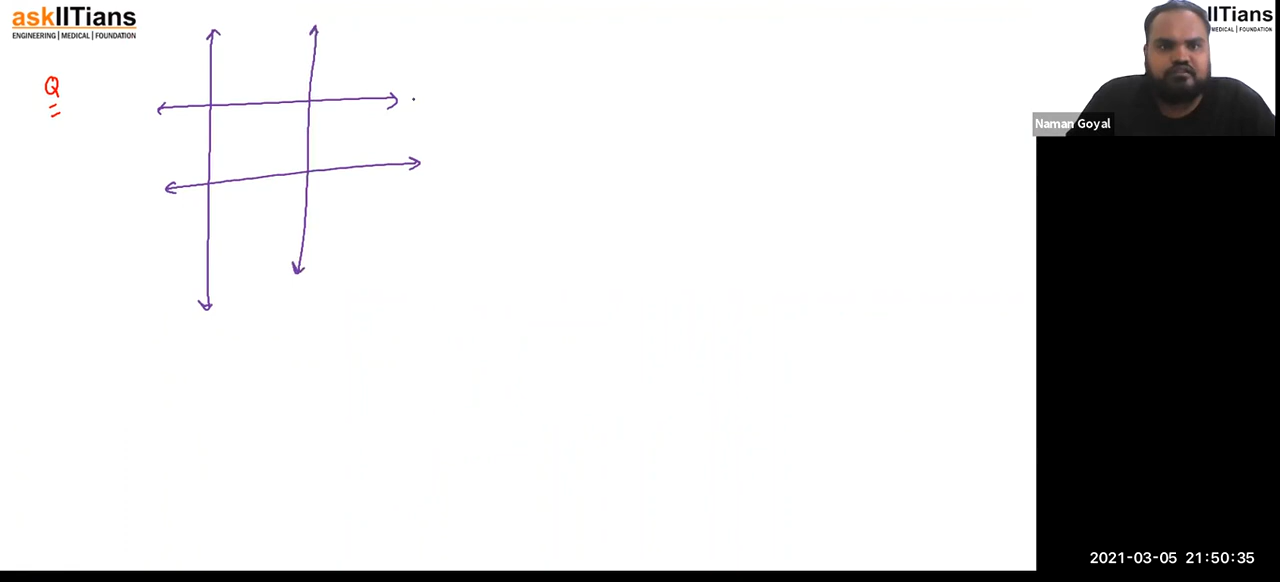 askIITians
ENGINEERING | MEDICAL | FOUNDATION
IITians
MEDICAL | FOUNDATION
Q
Naman Goyal
2021-03-05 21:50:35